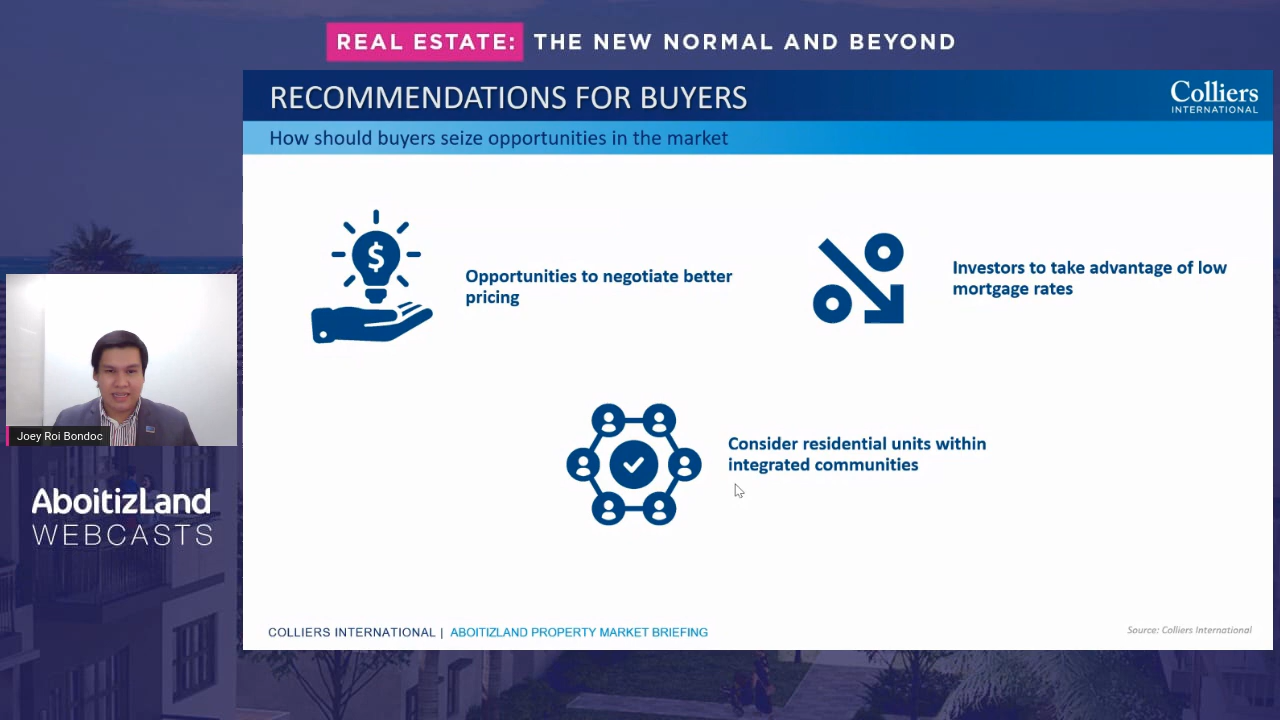 REAL ESTATE: THE NEW NORMAL AND BEYOND
RECOMMENDATIONS FOR BUYERS
Colliers
INTERNATIONAL
How should buyers seize opportunities in the market
$
Opportunities to negotiate better
pricing
Investors to take advantage of low
mortgage rates
Joey Roi Bondoc
Consider residential units within
integrated communities
AboitizLand
WEBCASTS
COLLIERS INTERNATIONAL | ABOITIZLAND PROPERTY MARKET BRIEFING
Source: Colliers International